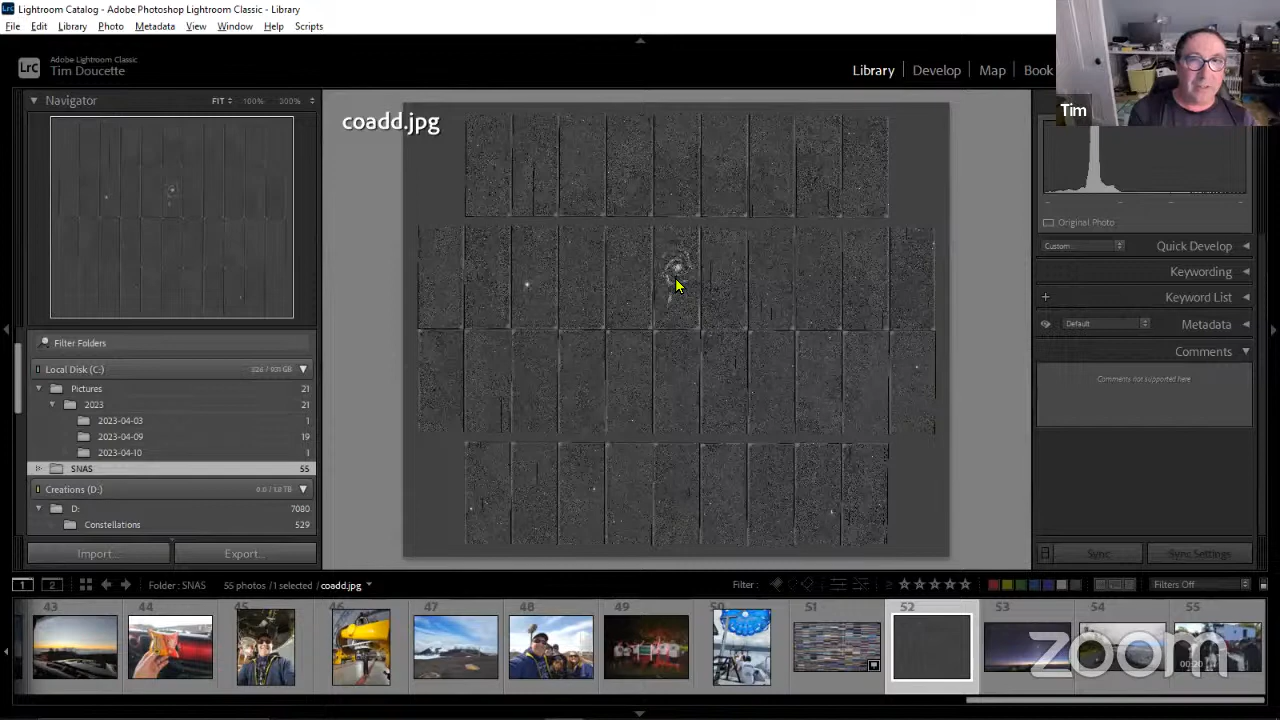 Lightroom Catalog - Adobe Photoshop Lightroom Classic - Library
File Edit Library Photo Metadata View Window Help Scripts
LrC
Adobe Lightroom Classic
Tim Doucette
Library | Develop | Map | Book
Tim
Navigator FIT 100% 300%
coadd.jpg
Original Photo
Custom... Quick Develop
Keywording
Keyword List
Default Metadata
Comments
Comments not supported here
Filter Folders
Local Disk (C:)
Pictures 21
2023 21
2023-04-03 1
2023-04-09 19
2023-04-10 1
SNAS 55
Creations (D:)
D: 7080
Constellations 529
Import... Export...
Sync Sync Settings
1 2 Folder : SNAS 55 photos / 1 selected / coadd.jpg Filter : Filters Off
43 44 45 46 47 48 49 50 51 52 53 54 55
00:20
zoom